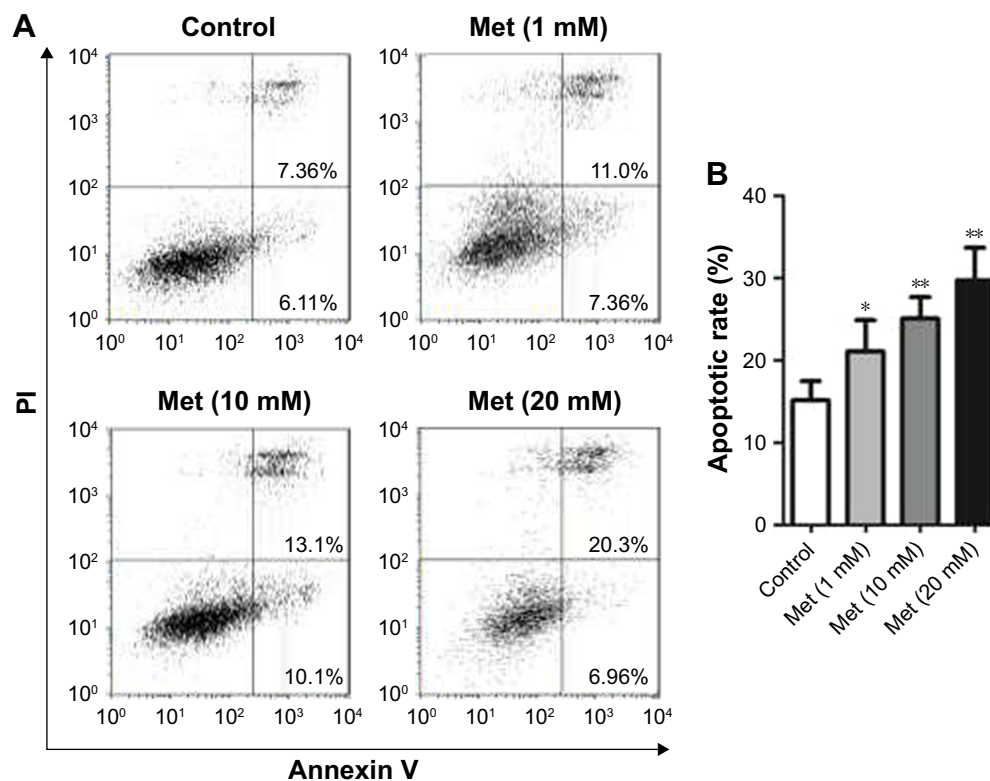 A
Control
Met (1 mM)
10⁴
10³
10²
10¹
10⁰
7.36%
6.11%
10⁰ 10¹ 10² 10³ 10⁴
10⁴
10³
10²
10¹
10⁰
11.0%
7.36%
10⁰ 10¹ 10² 10³ 10⁴
PI
Met (10 mM)
Met (20 mM)
10⁴
10³
10²
10¹
10⁰
13.1%
10.1%
10⁰ 10¹ 10² 10³ 10⁴
10⁴
10³
10²
10¹
10⁰
20.3%
6.96%
10⁰ 10¹ 10² 10³ 10⁴
Annexin V
B
Apoptotic rate (%)
40
30
20
10
0
*
**
**
Control
Met (1 mM)
Met (10 mM)
Met (20 mM)